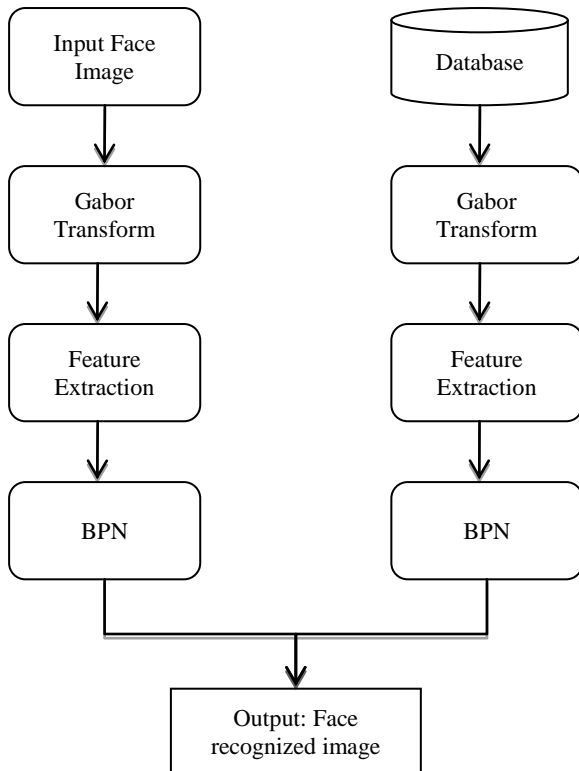 Input Face
Image
Database
Gabor
Transform
Gabor
Transform
Feature
Extraction
Feature
Extraction
BPN
BPN
Output: Face
recognized image